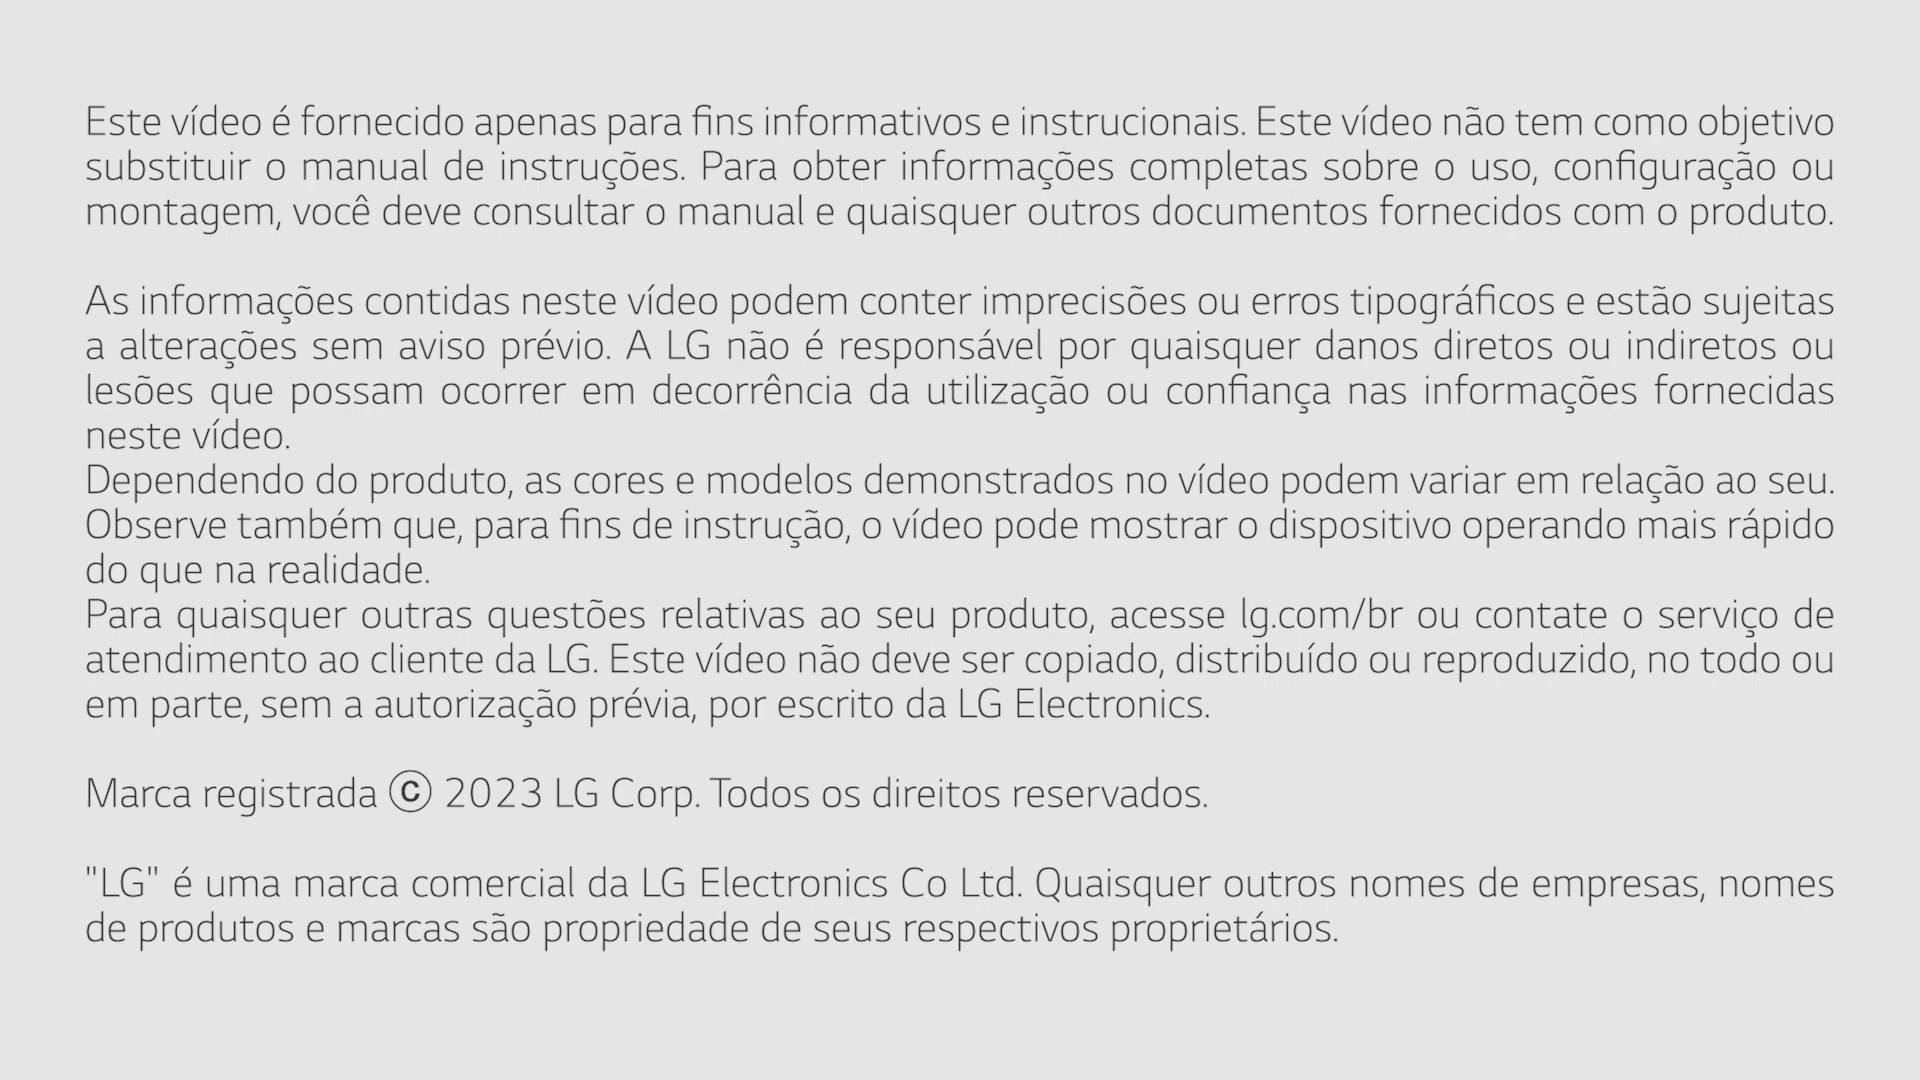 Este vídeo é fornecido apenas para fins informativos e instrucionais. Este vídeo não tem como objetivo
substituir o manual de instruções. Para obter informações completas sobre o uso, configuração ou
montagem, você deve consultar o manual e quaisquer outros documentos fornecidos com o produto.
As informações contidas neste vídeo podem conter imprecisões ou erros tipográficos e estão sujeitas
a alterações sem aviso prévio. A LG não é responsável por quaisquer danos diretos ou indiretos ou
lesões que possam ocorrer em decorrência da utilização ou confiança nas informações fornecidas
neste vídeo.
Dependendo do produto, as cores e modelos demonstrados no vídeo podem variar em relação ao seu.
Observe também que, para fins de instrução, o vídeo pode mostrar o dispositivo operando mais rápido
do que na realidade.
Para quaisquer outras questões relativas ao seu produto, acesse lg.com/br ou contate o serviço de
atendimento ao cliente da LG. Este vídeo não deve ser copiado, distribuído ou reproduzido, no todo ou
em parte, sem a autorização prévia, por escrito da LG Electronics.
Marca registrada ⓒ 2023 LG Corp. Todos os direitos reservados.
"LG" é uma marca comercial da LG Electronics Co Ltd. Quaisquer outros nomes de empresas, nomes
de produtos e marcas são propriedade de seus respectivos proprietários.